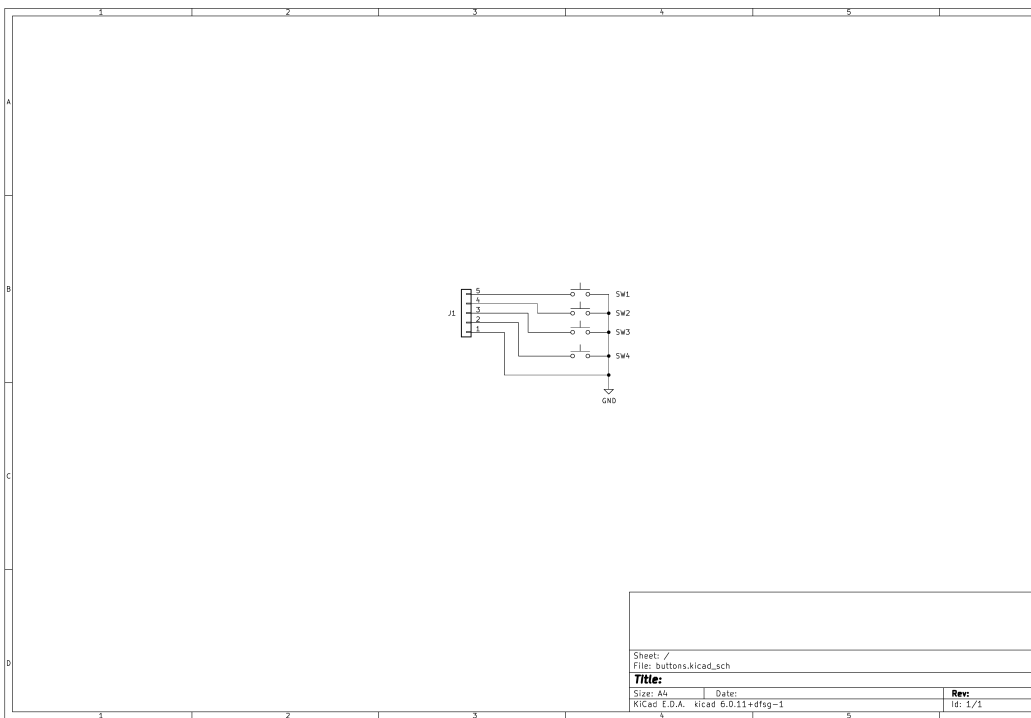 1 2 3 4 5
A
B
C
D
J1
5
4
3
2
1
SW1
SW2
SW3
SW4
GND
Sheet: /
File: buttons.kicad_sch
Title:
Size: A4 Date: Rev:
KiCad E.D.A. kicad 6.0.11+dfsg-1 Id: 1/1
1 2 3 4 5